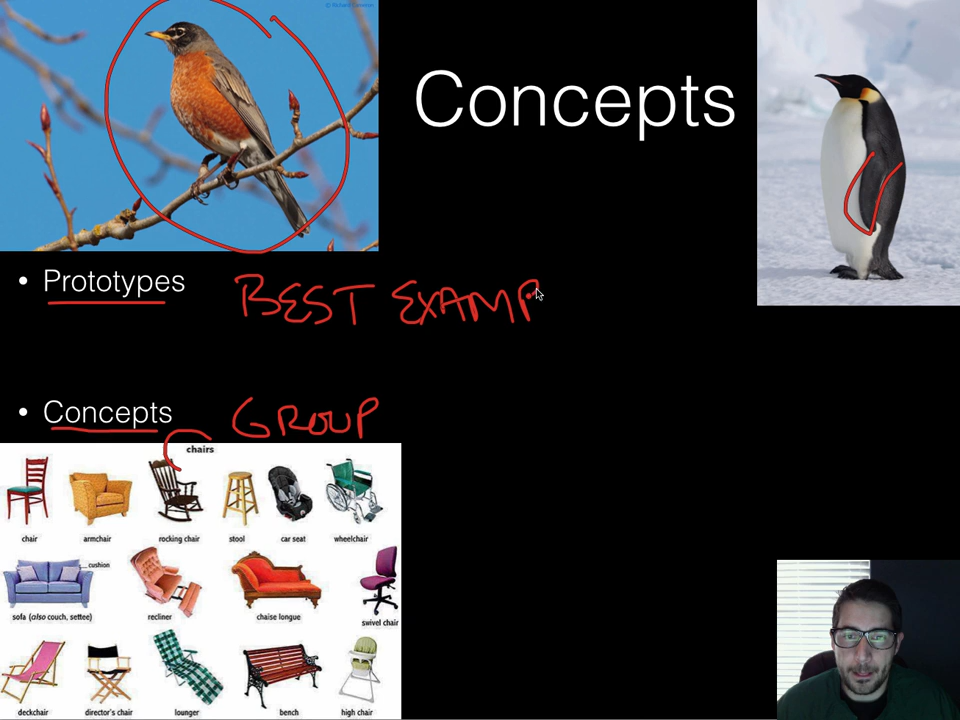 Concepts
• Prototypes BEST EXAMP
• Concepts GROUP
chairs
chair armchair rocking chair stool car seat wheelchair
cushion
sofa (also couch, settee) recliner chaise longue swivel chair
deckchair director's chair lounger bench high chair